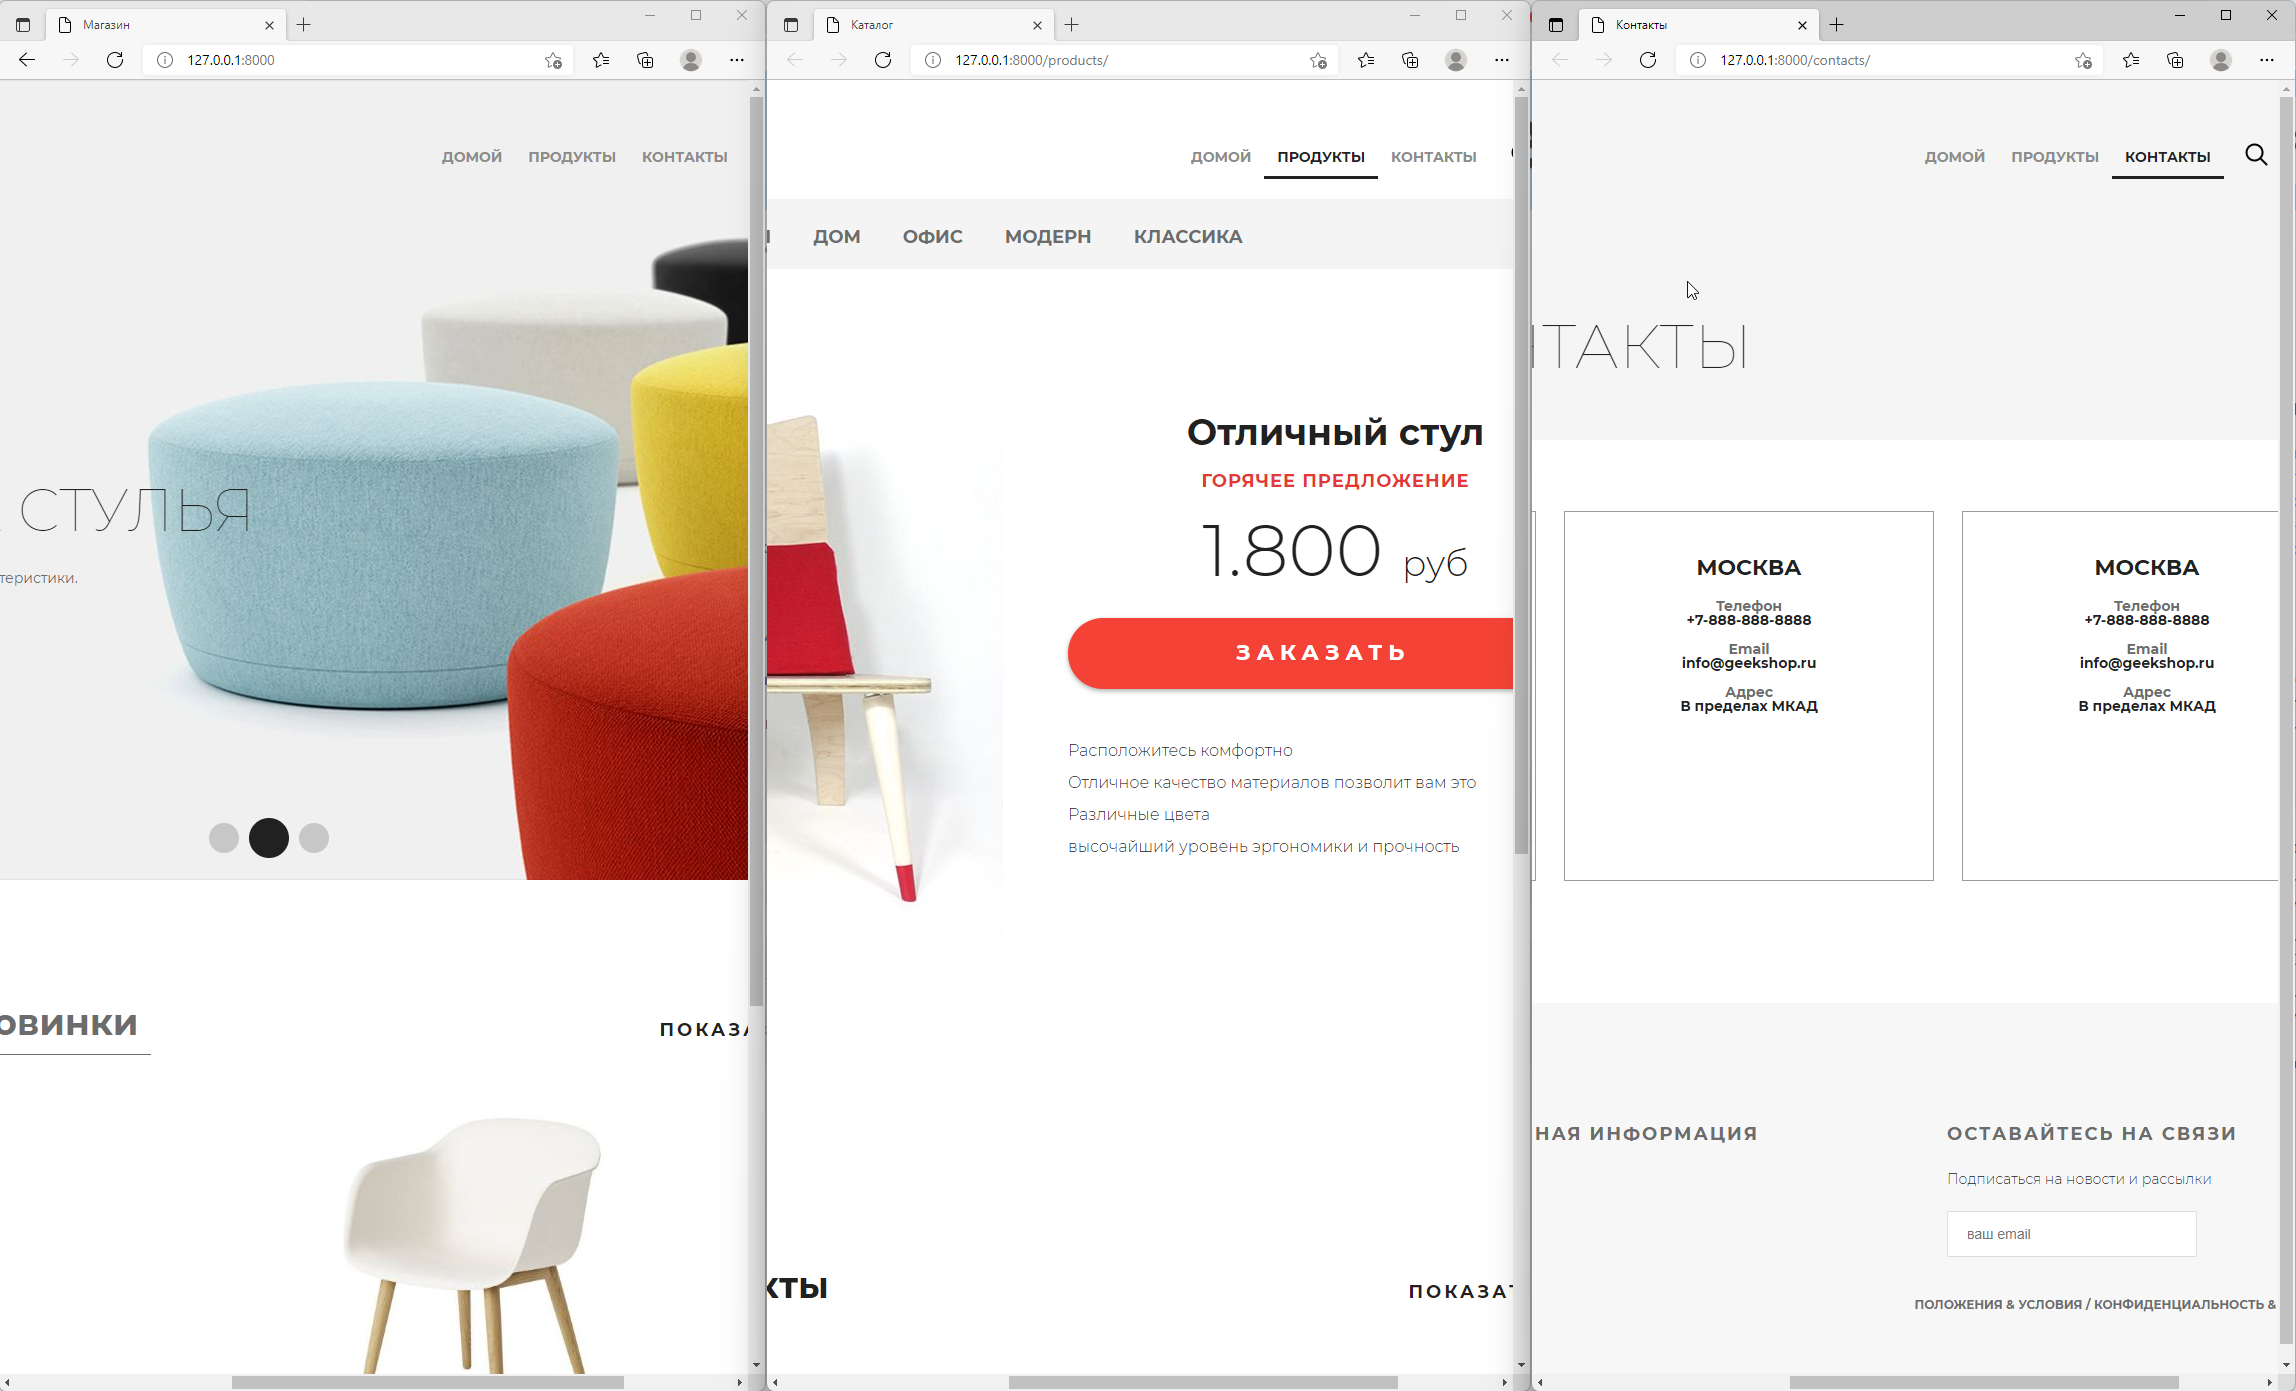 Магазин
127.0.0.1:8000
ДОМОЙ ПРОДУКТЫ КОНТАКТЫ
СТУЛЬЯ
теристики.
овинки
ПОКАЗА
Каталог
127.0.0.1:8000/products/
ДОМОЙ ПРОДУКТЫ КОНТАКТЫ
ДОМ ОФИС МОДЕРН КЛАССИКА
Отличный стул
ГОРЯЧЕЕ ПРЕДЛОЖЕНИЕ
1.800 руб
ЗАКАЗАТЬ
Расположитесь комфортно
Отличное качество материалов позволит вам это
Различные цвета
высочайший уровень эргономики и прочность
кты
ПОКАЗАТ
Контакты
127.0.0.1:8000/contacts/
ДОМОЙ ПРОДУКТЫ КОНТАКТЫ
НТАКТЫ
МОСКВА
Телефон
+7-888-888-8888
Email
info@geekshop.ru
Адрес
В пределах МКАД
МОСКВА
Телефон
+7-888-888-8888
Email
info@geekshop.ru
Адрес
В пределах МКАД
НАЯ ИНФОРМАЦИЯ
ОСТАВАЙТЕСЬ НА СВЯЗИ
Подписаться на новости и рассылки
ваш email
ПОЛОЖЕНИЯ & УСЛОВИЯ / КОНФИДЕНЦИАЛЬНОСТЬ &